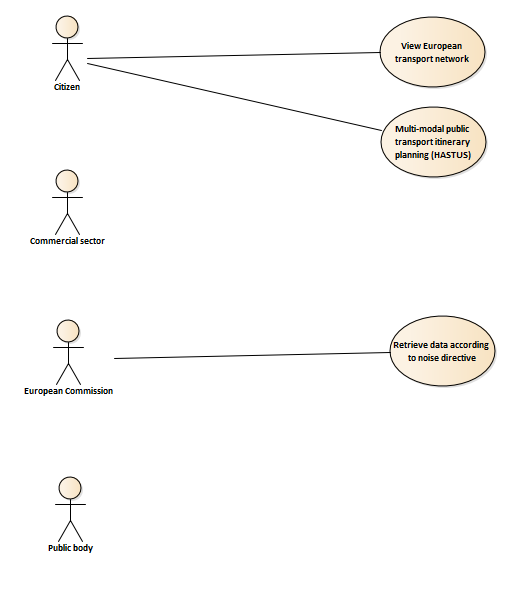 View European
transport network
Citizen
Multi-modal public
transport itinerary
planning (HASTUS)
Commercial sector
Retrieve data according
to noise directive
European Commission
Public body